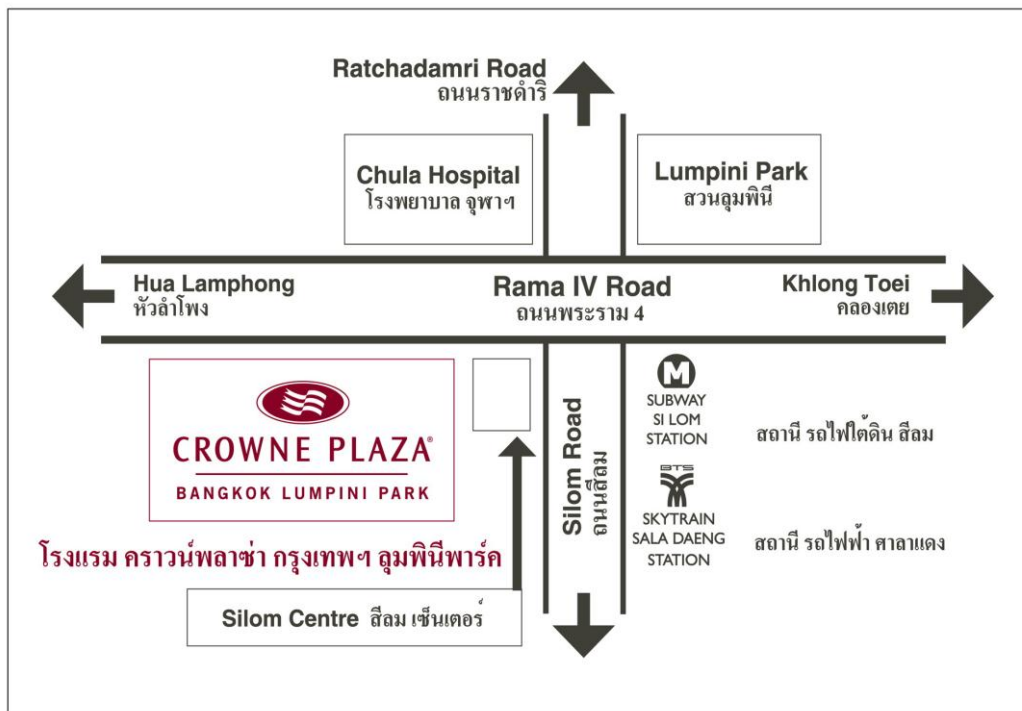 Ratchadamri Road
ถนนราชดำริ
Chula Hospital
โรงพยาบาล จุฬาฯ
Lumpini Park
สวนลุมพินี
Hua Lamphong
หัวลำโพง
Rama IV Road
ถนนพระราม 4
Khlong Toei
คลองเตย
CROWNE PLAZA®
BANGKOK LUMPINI PARK
โรงแรม คราวน์พลาซ่า กรุงเทพฯ ลุมพินีพาร์ค
Silom Centre สีลม เซ็นเตอร์
Silom Road
ถนนสีลม
M
SUBWAY
SI LOM
STATION
สถานี รถไฟใต้ดิน สีลม
BTS
SKYTRAIN
SALA DAENG
STATION
สถานี รถไฟฟ้า ศาลาแดง